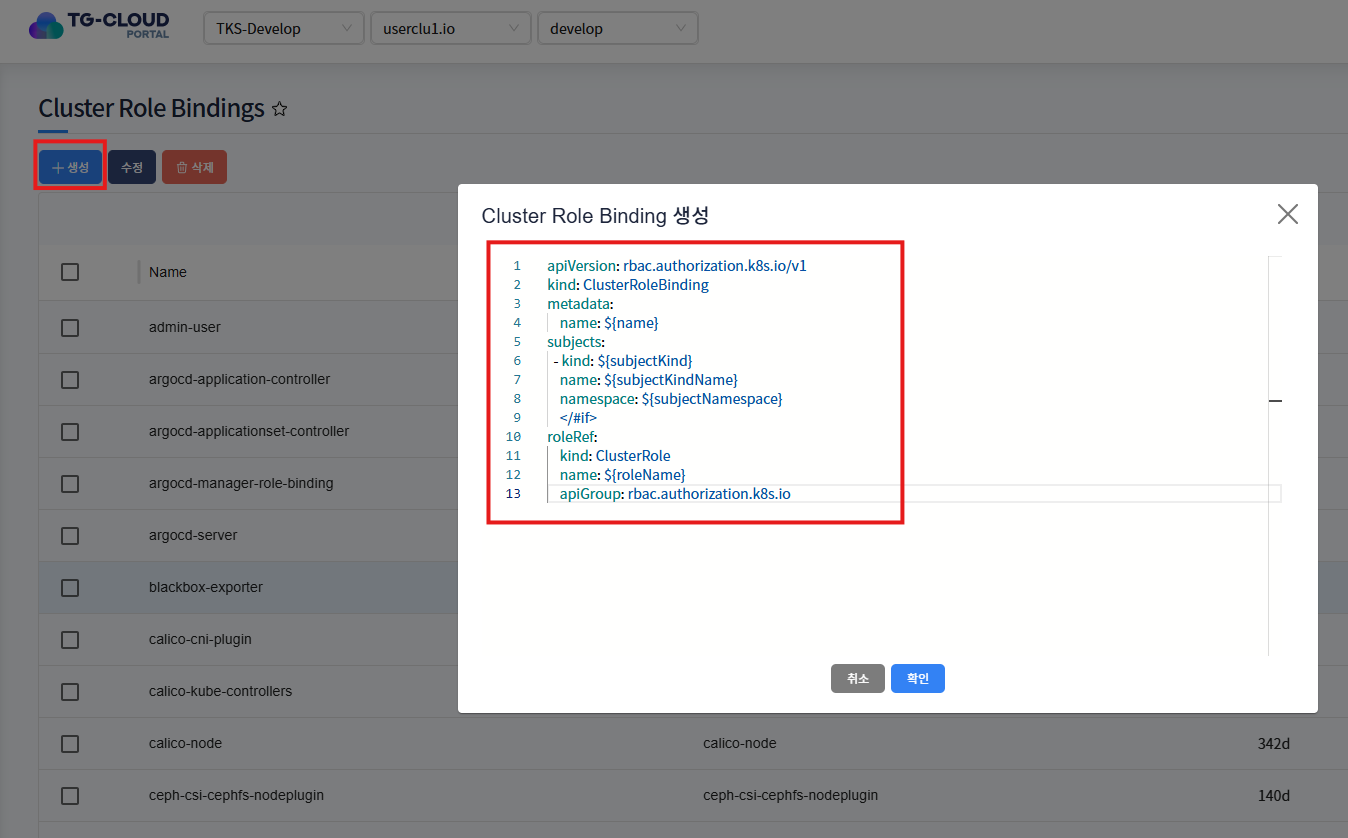 TG-CLOUD
PORTAL
TKS-Develop
userclu1.io
develop
Cluster Role Bindings
생성
수정
삭제
Cluster Role Binding 생성
1 apiVersion: rbac.authorization.k8s.io/v1
2 kind: ClusterRoleBinding
3 metadata:
4 name: ${name}
5 subjects:
6 - kind: ${subjectKind}
7 name: ${subjectKindName}
8 namespace: ${subjectNamespace}
9 </#if>
10 roleRef:
11 kind: ClusterRole
12 name: ${roleName}
13 apiGroup: rbac.authorization.k8s.io
취소
확인
Name
admin-user
argocd-application-controller
argocd-applicationset-controller
argocd-manager-role-binding
argocd-server
blackbox-exporter
calico-cni-plugin
calico-kube-controllers
calico-node calico-node 342d
ceph-csi-cephfs-nodeplugin ceph-csi-cephfs-nodeplugin 140d